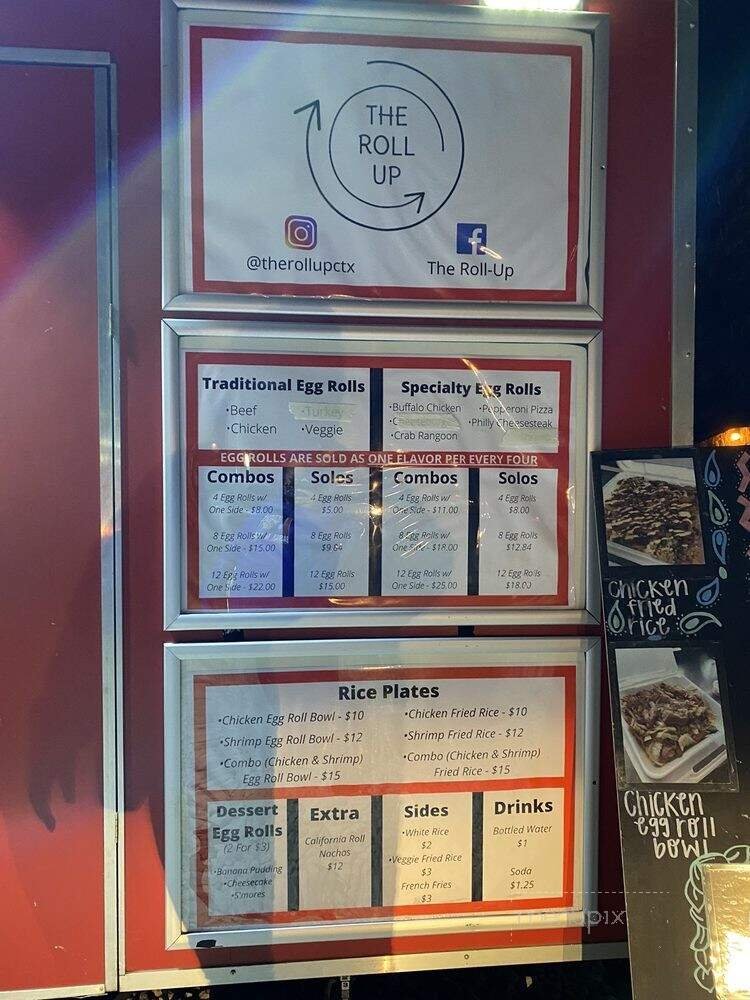 THE
ROLL
UP
@therollupctx
The Roll-Up
Traditional Egg Rolls
•Beef
•Turkey
•Chicken
•Veggie
Specialty Egg Rolls
•Buffalo Chicken
•Pepperoni Pizza
•Philly Cheesesteak
•Crab Rangoon
EGG ROLLS ARE SOLD AS ONE FLAVOR PER EVERY FOUR
Combos
4 Egg Rolls w/
One Side - $8.00
8 Egg Rolls w/
One Side - $15.00
12 Egg Rolls w/
One Side - $22.00
Solos
4 Egg Rolls
$5.00
8 Egg Rolls
12 Egg Rolls
$15.00
Combos
4 Egg Rolls w/
One Side - $11.00
8 Egg Rolls w/
One Side - $18.00
12 Egg Rolls w/
One Side - $25.00
Solos
4 Egg Rolls
$8.00
8 Egg Rolls
$12.84
12 Egg Rolls
$18.00
Rice Plates
•Chicken Egg Roll Bowl - $10
•Shrimp Egg Roll Bowl - $12
•Combo (Chicken & Shrimp)
Egg Roll Bowl - $15
•Chicken Fried Rice - $10
•Shrimp Fried Rice - $12
•Combo (Chicken & Shrimp)
Fried Rice - $15
Dessert
Egg Rolls
(2 For $3)
•Banana Pudding
•Cheesecake
•S'mores
Extra
California Roll
Nachos
$12
Sides
•White Rice
$2
•Veggie Fried Rice
$3
French Fries
$3
Drinks
Bottled Water
$1
Soda
$1.25
chicken
fried
rice
chicken
egg roll
bowl